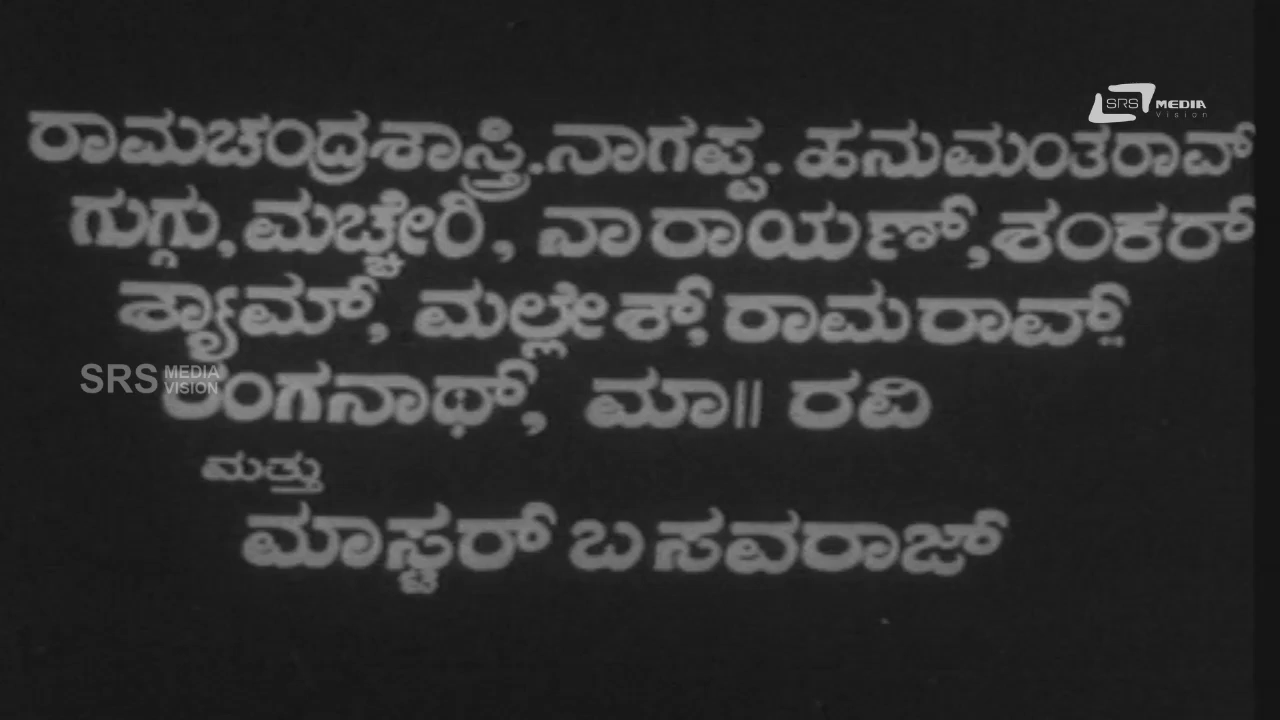 SRS MEDIA
Vision
ರಾಮಚಂದ್ರಶಾಸ್ತ್ರಿ. ನಾಗಪ್ಪ. ಹನುಮಂತರಾವ್
ಗುಗ್ಗು, ಮಚ್ಚೇರಿ, ನಾರಾಯಣ್, ಶಂಕರ್
ಶ್ಯಾಮ್, ಮಲ್ಲೇಶ್, ರಾಮರಾವ್,
SRS MEDIA VISION
ರಂಗನಾಥ್, ಮಾ|| ರವಿ
ಮತ್ತು
ಮಾಸ್ಟರ್ ಬಸವರಾಜ್